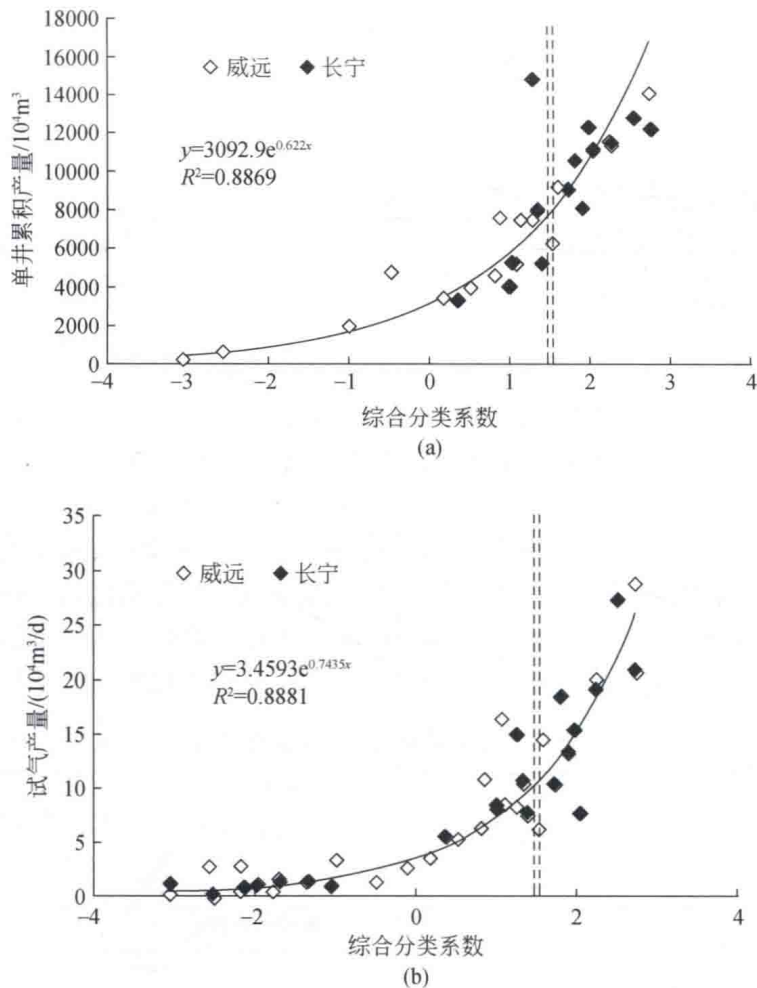 18000
16000
14000
12000
10000
8000
6000
4000
2000
0
单井累积产量/10⁴m³
威远 长宁
y=3092.9e^0.622x
R²=0.8869
−4 −3 −2 −1 0 1 2 3 4
综合分类系数
(a)
35
30
25
20
15
10
5
0
试气产量/(10⁴m³/d)
威远 长宁
y=3.4593e^0.7435x
R²=0.8881
−4 −2 0 2 4
综合分类系数
(b)